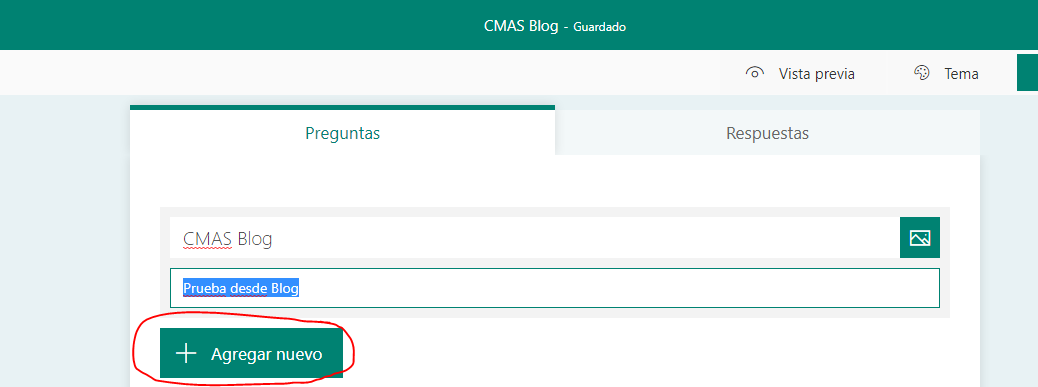 CMAS Blog - Guardado
Vista previa Tema
Preguntas Respuestas
CMAS Blog
Prueba desde Blog
Agregar nuevo